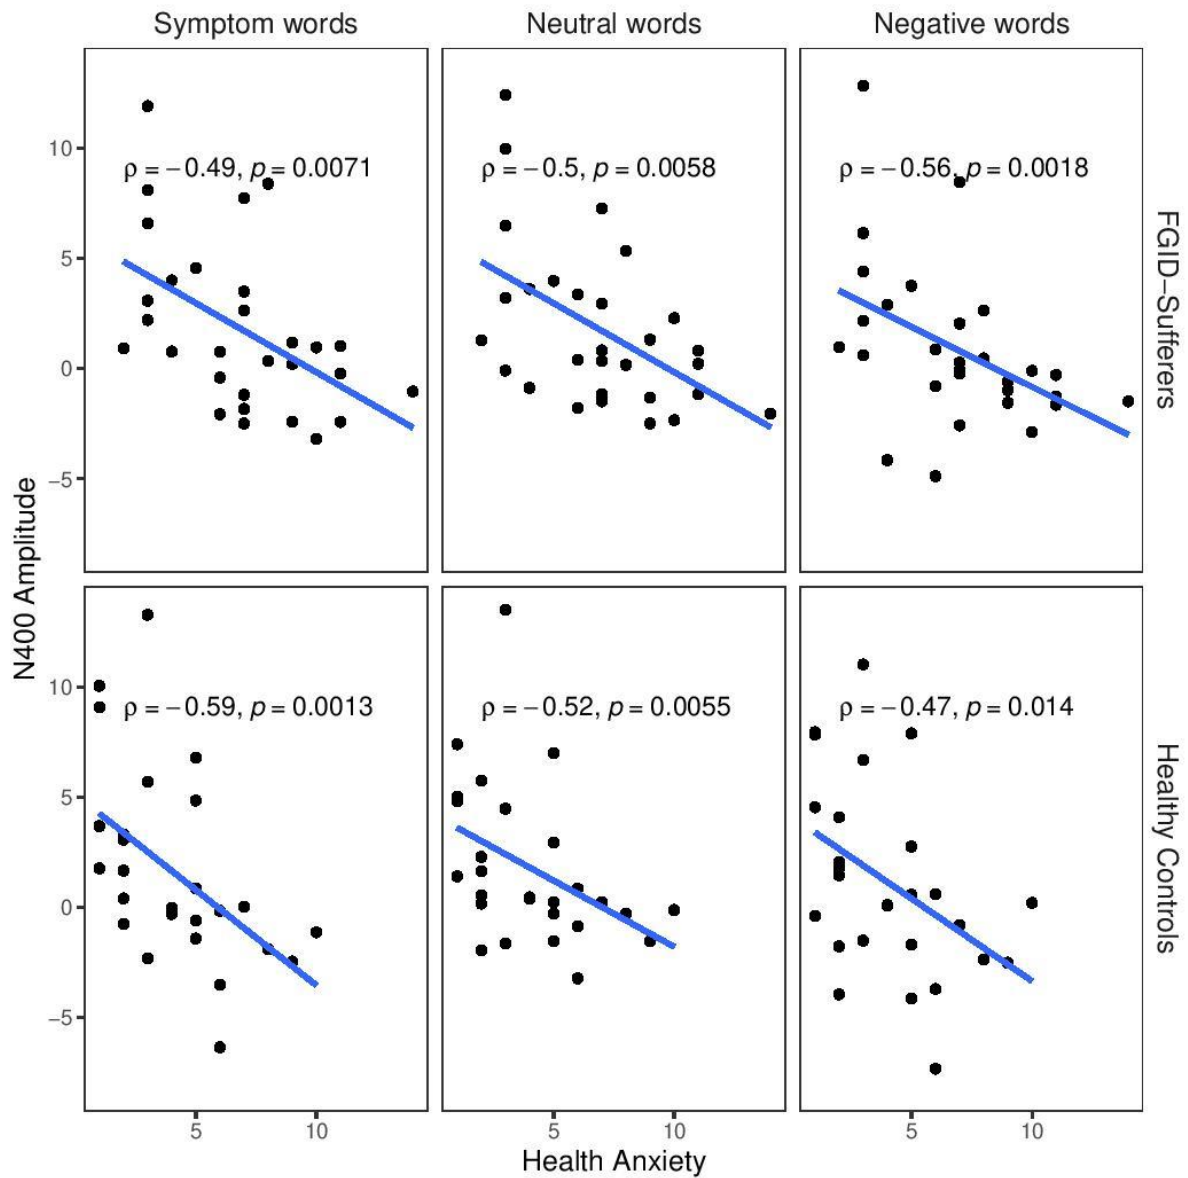 Symptom words
Neutral words
Negative words
ρ = −0.49, p = 0.0071
ρ = −0.5, p = 0.0058
ρ = −0.56, p = 0.0018
10
5
0
−5
FGID−Sufferers
N400 Amplitude
ρ = −0.59, p = 0.0013
ρ = −0.52, p = 0.0055
ρ = −0.47, p = 0.014
10
5
0
−5
Healthy Controls
5 10
5 10
5 10
Health Anxiety